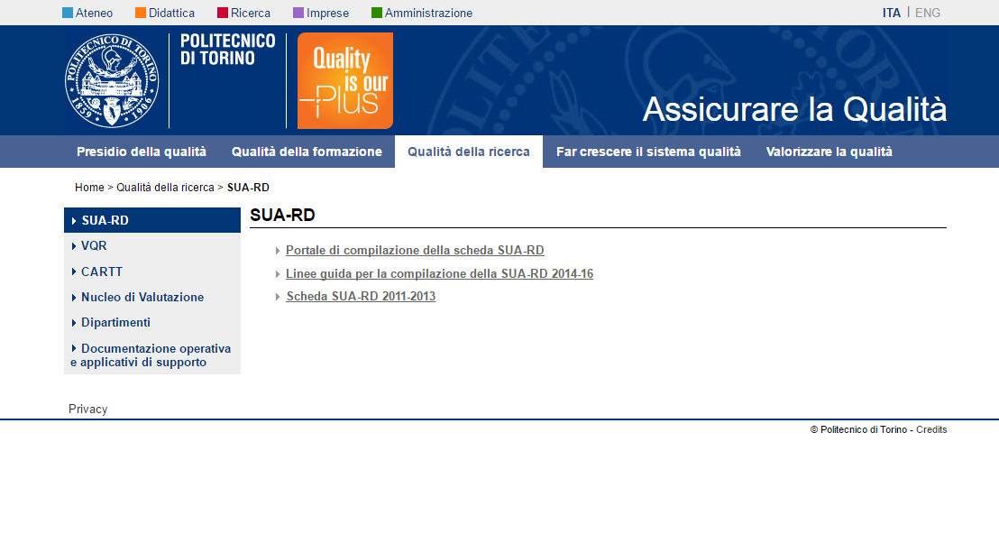 Ateneo Didattica Ricerca Imprese Amministrazione ITA | ENG
POLITECNICO DI TORINO
1859 1906
POLITECNICO
DI TORINO
Quality
is our
Plus
Assicurare la Qualità
Presidio della qualità Qualità della formazione Qualità della ricerca Far crescere il sistema qualità Valorizzare la qualità
Home > Qualità della ricerca > SUA-RD
SUA-RD
VQR
CARTT
Nucleo di Valutazione
Dipartimenti
Documentazione operativa
e applicativi di supporto
SUA-RD
Portale di compilazione della scheda SUA-RD
Linee guida per la compilazione della SUA-RD 2014-16
Scheda SUA-RD 2011-2013
Privacy
© Politecnico di Torino - Credits